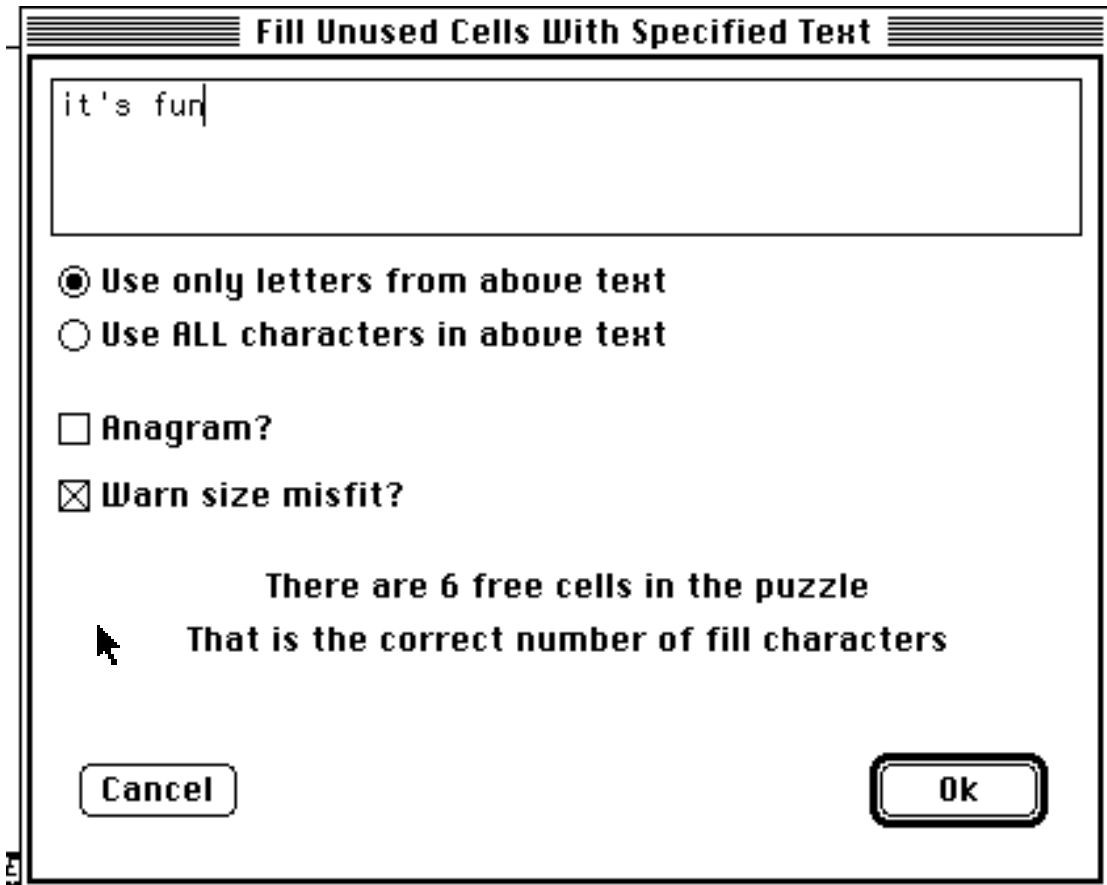 Fill Unused Cells With Specified Text
it's fun
Use only letters from above text
Use ALL characters in above text
Anagram?
Warn size misfit?
There are 6 free cells in the puzzle
That is the correct number of fill characters
Cancel
Ok